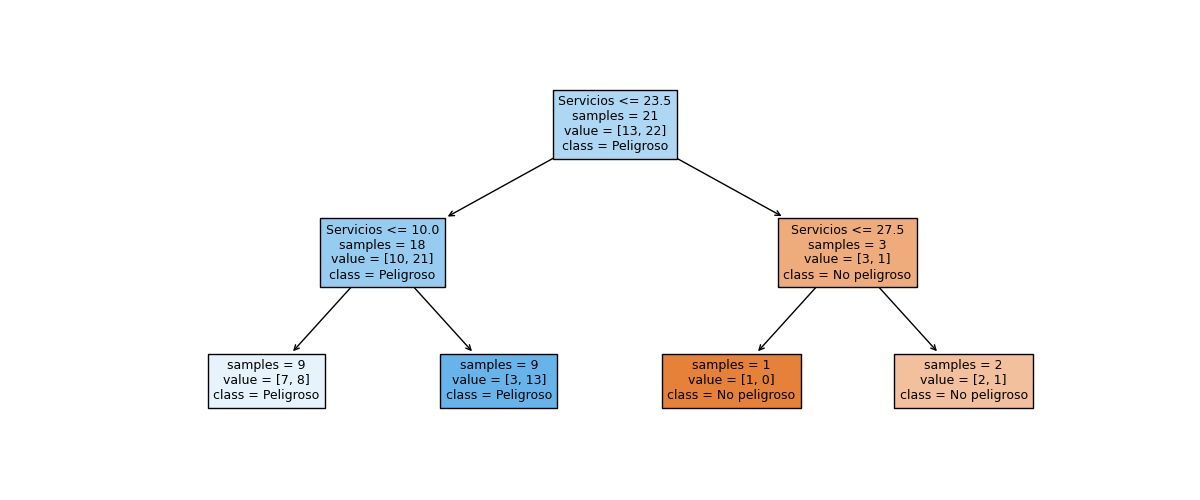 Servicios <= 23.5
samples = 21
value = [13, 22]
class = Peligroso
Servicios <= 10.0
samples = 18
value = [10, 21]
class = Peligroso
Servicios <= 27.5
samples = 3
value = [3, 1]
class = No peligroso
samples = 9
value = [7, 8]
class = Peligroso
samples = 9
value = [3, 13]
class = Peligroso
samples = 1
value = [1, 0]
class = No peligroso
samples = 2
value = [2, 1]
class = No peligroso